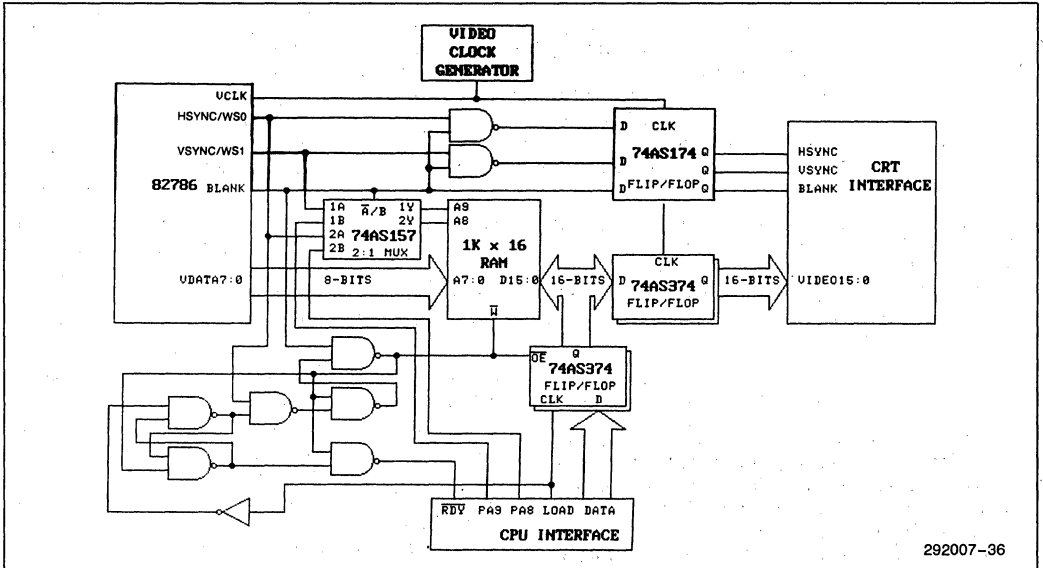 VIDEO
CLOCK
GENERATOR
VCLK
HSYNC/WS0
VSYNC/WS1
82786 BLANK
VDATA7:0
8-BITS
1A A/B 1Y
1B 2Y
2A 74AS157
2B 2:1 MUX
A9
A8
1K x 16
RAM
A7:0 D15:0
W
16-BITS
D CLK
74AS174 Q
D Q
D FLIP/FLOP Q
CLK
D 74AS374 Q
FLIP/FLOP
16-BITS
HSYNC
VSYNC
BLANK
CRT
INTERFACE
VIDEO15:0
OE Q
74AS374
FLIP/FLOP
CLK D
RDY PA9 PA8 LOAD DATA
CPU INTERFACE
292007-36